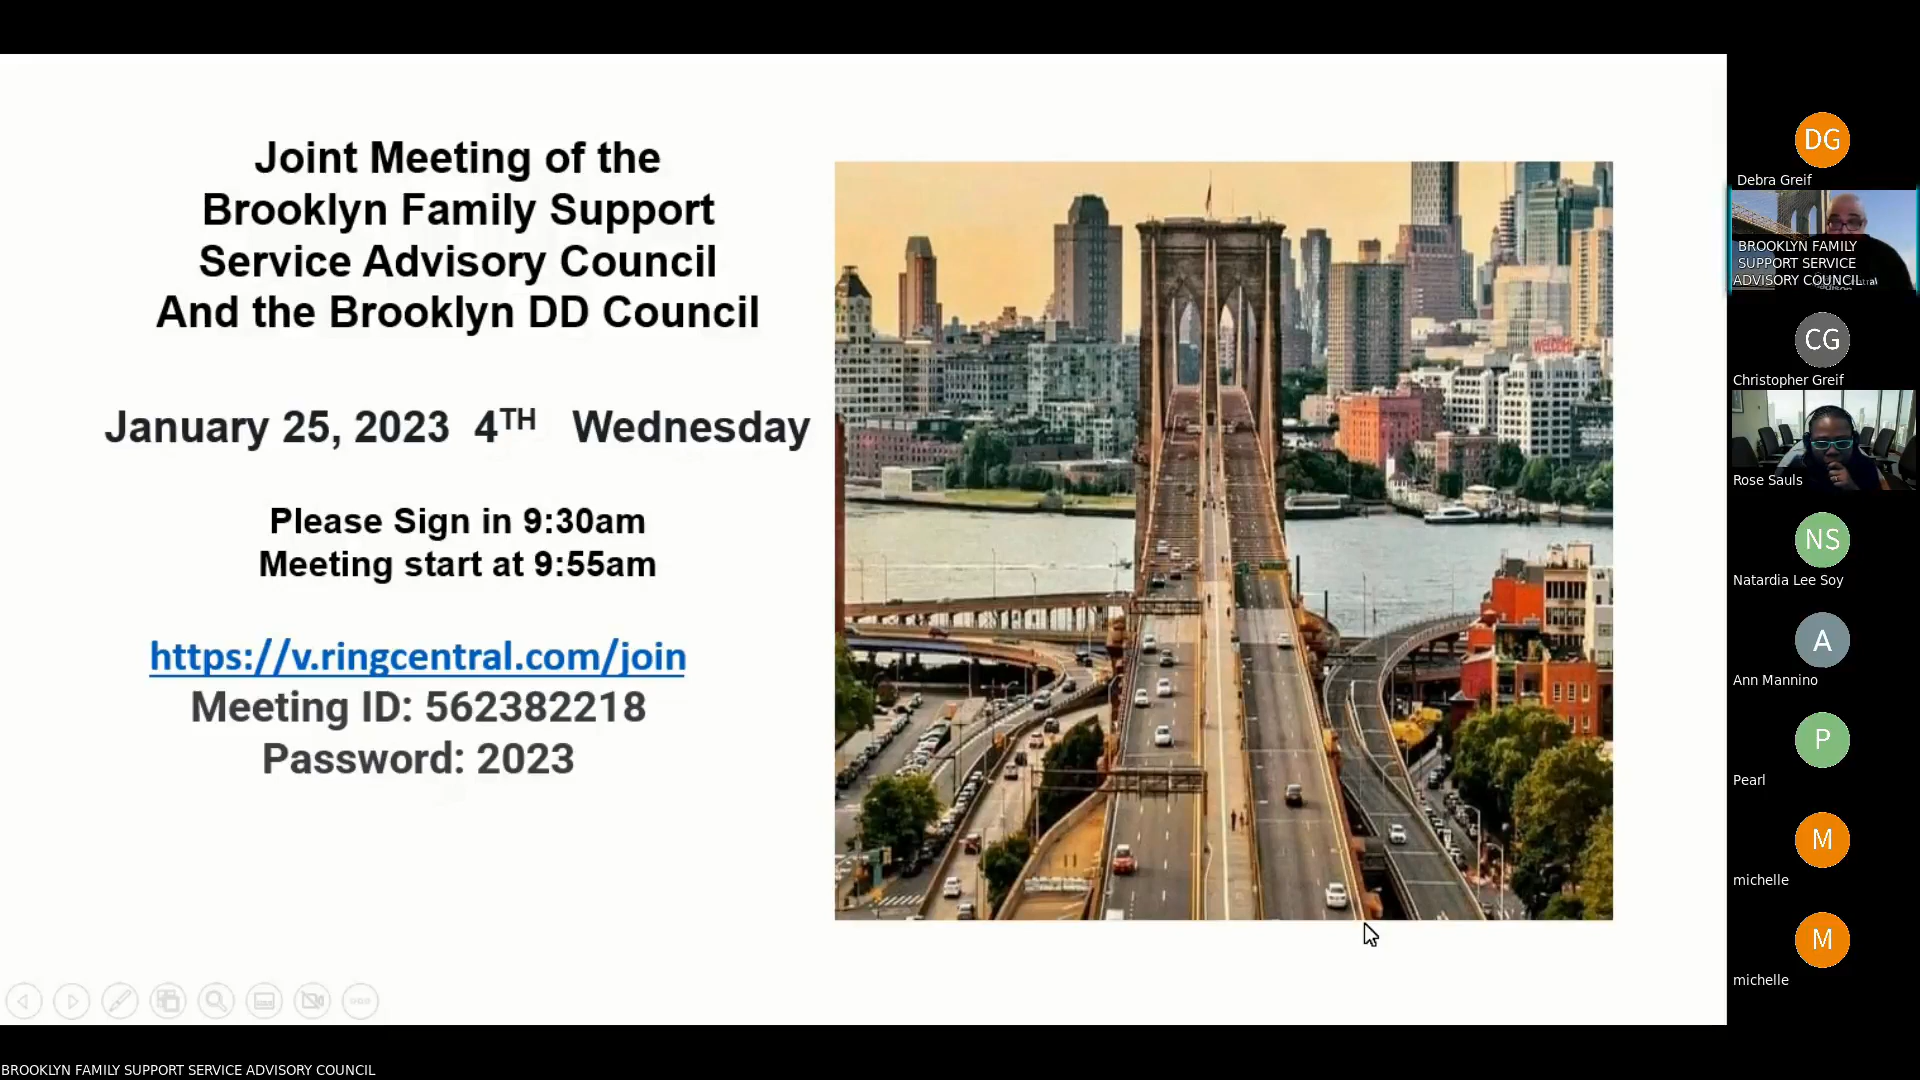 Joint Meeting of the
Brooklyn Family Support
Service Advisory Council
And the Brooklyn DD Council
January 25, 2023 4TH Wednesday
Please Sign in 9:30am
Meeting start at 9:55am
https://v.ringcentral.com/join
Meeting ID: 562382218
Password: 2023
DG
Debra Greif
BROOKLYN FAMILY
SUPPORT SERVICE
ADVISORY COUNCIL
CG
Christopher Greif
Rose Sauls
NS
Natardia Lee Soy
A
Ann Mannino
P
Pearl
M
michelle
M
michelle
BROOKLYN FAMILY SUPPORT SERVICE ADVISORY COUNCIL